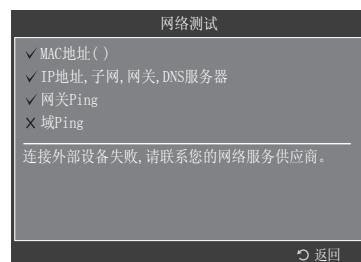 网络测试
MAC地址( )
IP地址,子网,网关,DNS服务器
网关Ping
域Ping
连接外部设备失败,请联系您的网络服务供应商。
返回